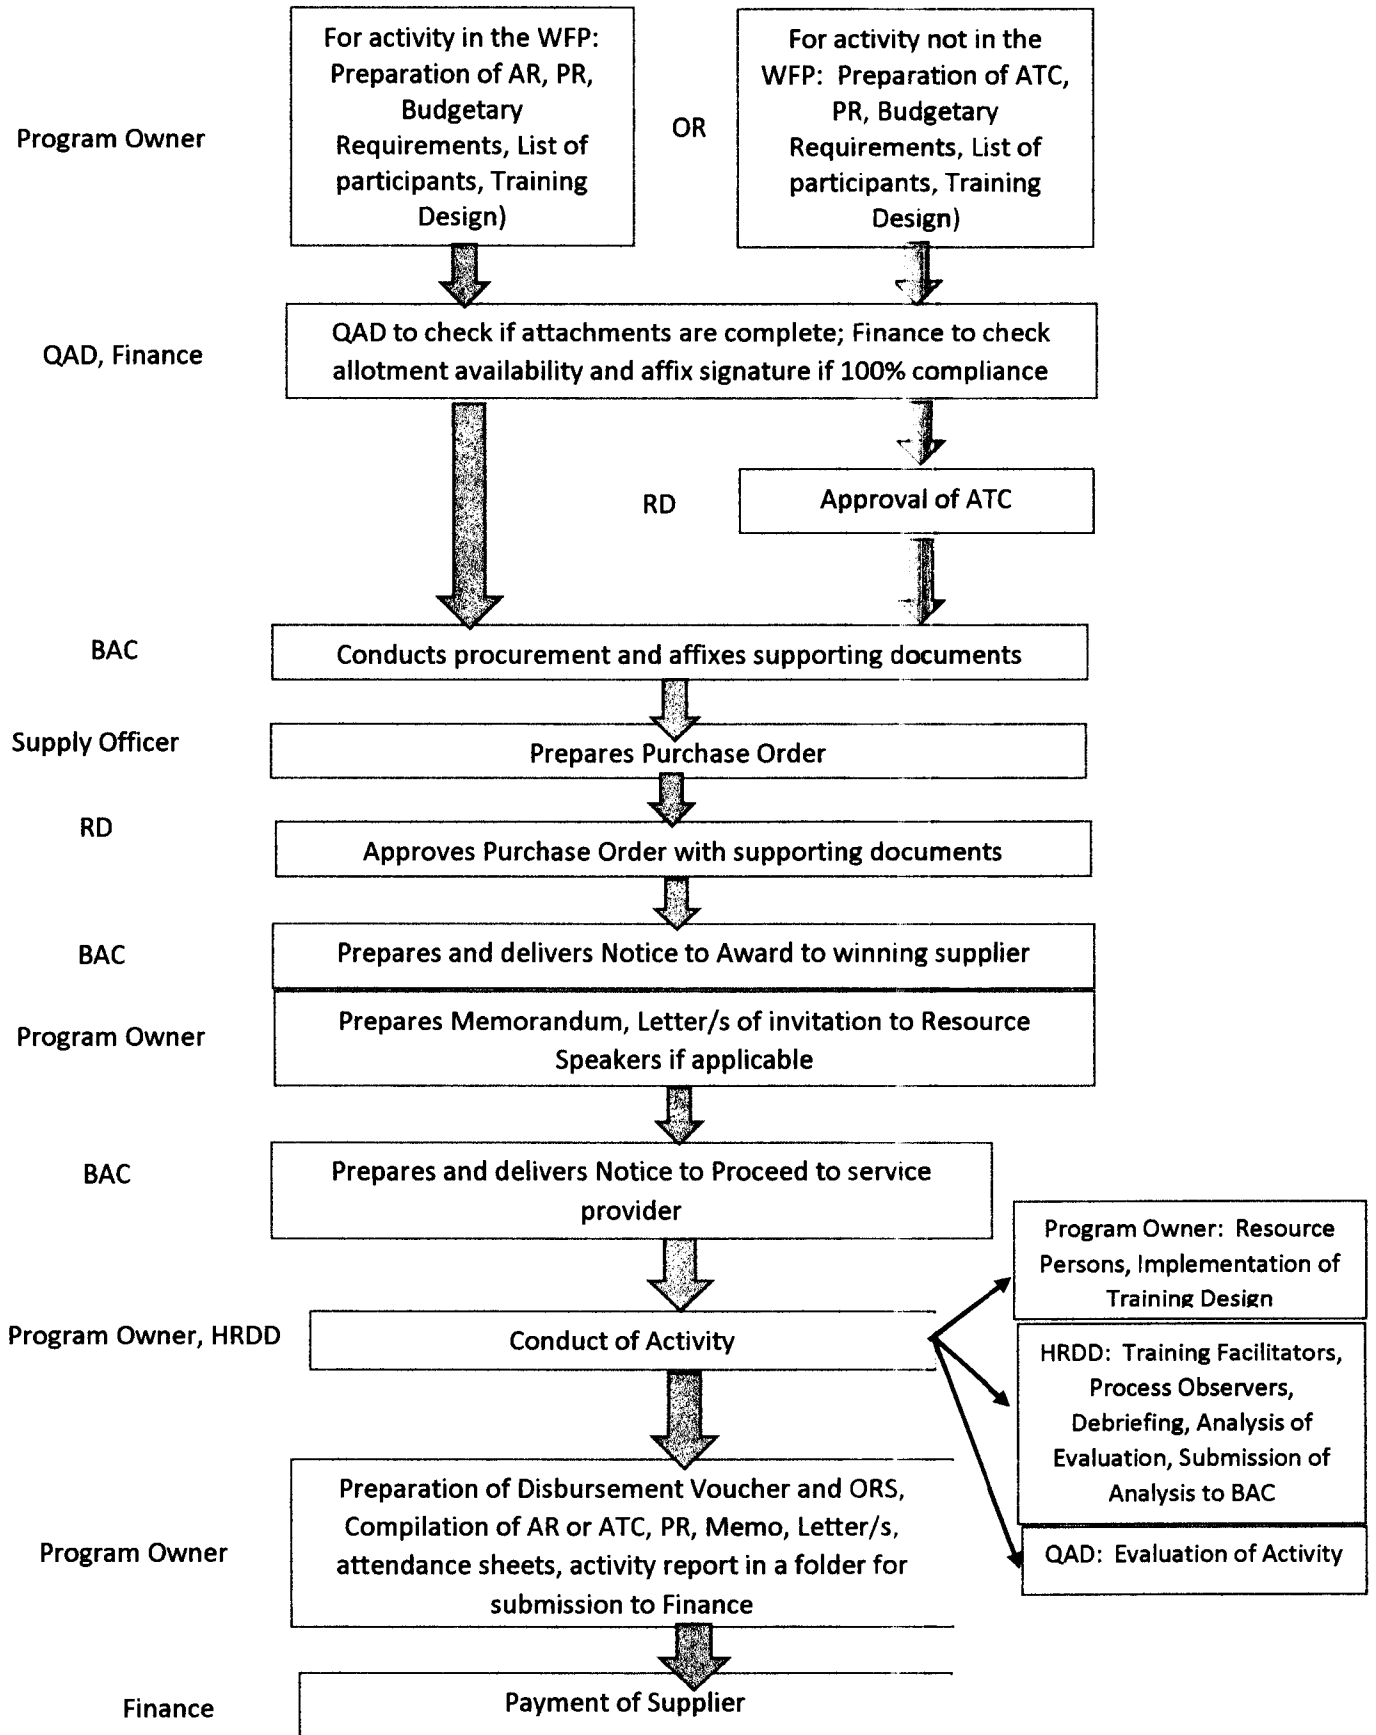 For activity in the WFP:
Preparation of AR, PR,
Budgetary
Requirements, List of
participants, Training
Design)
OR
For activity not in the
WFP: Preparation of ATC,
PR, Budgetary
Requirements, List of
participants, Training
Design)
Program Owner
QAD, Finance
QAD to check if attachments are complete; Finance to check
allotment availability and affix signature if 100% compliance
RD
Approval of ATC
BAC
Conducts procurement and affixes supporting documents
Supply Officer
Prepares Purchase Order
RD
Approves Purchase Order with supporting documents
BAC
Prepares and delivers Notice to Award to winning supplier
Program Owner
Prepares Memorandum, Letter/s of invitation to Resource
Speakers if applicable
BAC
Prepares and delivers Notice to Proceed to service
provider
Program Owner, HRDD
Conduct of Activity
Program Owner: Resource
Persons, Implementation of
Training Design
HRDD: Training Facilitators,
Process Observers,
Debriefing, Analysis of
Evaluation, Submission of
Analysis to BAC
QAD: Evaluation of Activity
Program Owner
Preparation of Disbursement Voucher and ORS,
Compilation of AR or ATC, PR, Memo, Letter/s,
attendance sheets, activity report in a folder for
submission to Finance
Finance
Payment of Supplier